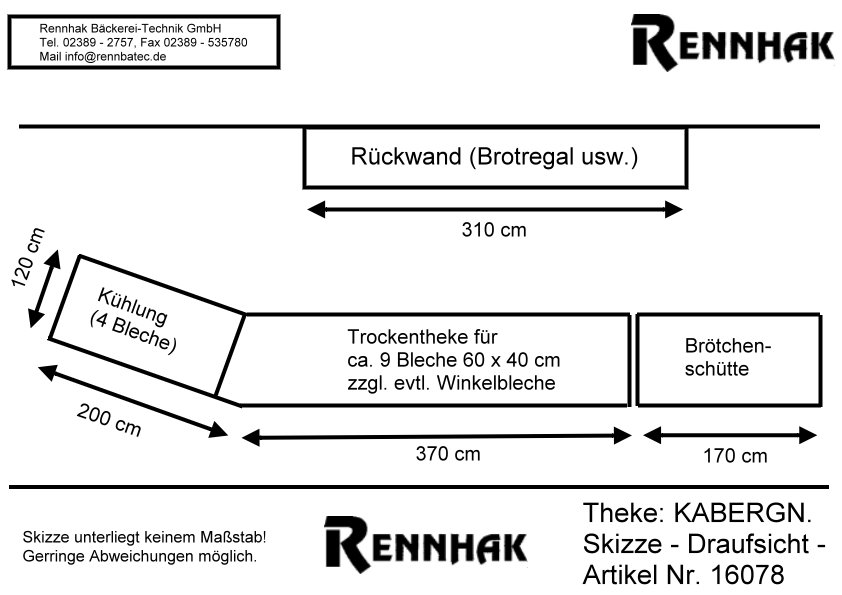 Rennhak Bäckerei-Technik GmbH
Tel. 02389 - 2757, Fax 02389 - 535780
Mail info@rennbatec.de
RENNHAK
Rückwand (Brotregal usw.)
310 cm
120 cm
Kühlung
(4 Bleche)
200 cm
Trockentheke für
ca. 9 Bleche 60 x 40 cm
zzgl. evtl. Winkelbleche
370 cm
Brötchen-
schütte
170 cm
Skizze unterliegt keinem Maßstab!
Gerringe Abweichungen möglich.
RENNHAK
Theke: KABERGN.
Skizze - Draufsicht -
Artikel Nr. 16078